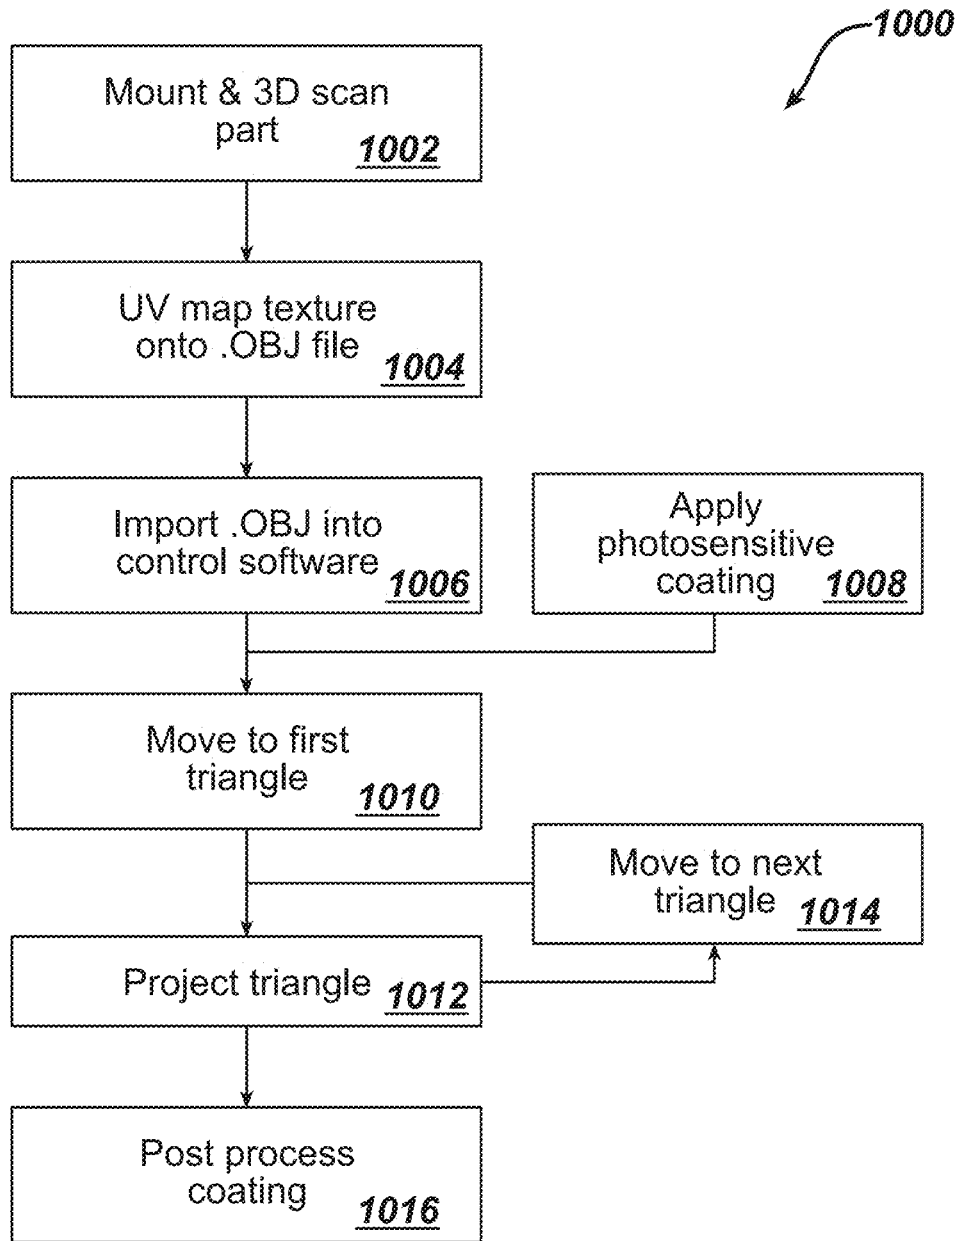 1000
Mount & 3D scan
part
1002
UV map texture
onto .OBJ file
1004
Import .OBJ into
control software
1006
Apply
photosensitive
coating
1008
Move to first
triangle
1010
Move to next
triangle
1014
Project triangle
1012
Post process
coating
1016